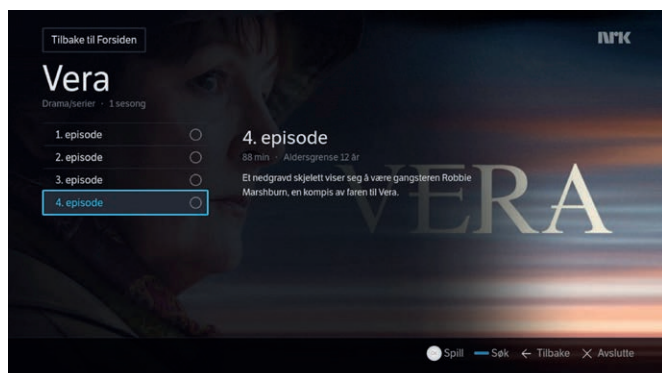 Tilbake til Forsiden
NRK
Vera
Drama/serier · 1 sesong
1. episode
2. episode
3. episode
4. episode
4. episode
88 min · Aldersgrense 12 år
Et nedgravd skjelett viser seg å være gangsteren Robbie
Marshburn, en kompis av faren til Vera.
VERA
Spill Søk ← Tilbake × Avslutte